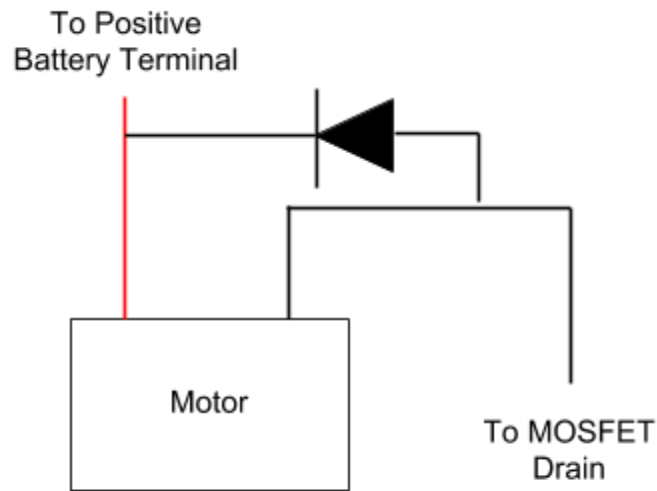 To Positive
Battery Terminal
Motor
To MOSFET
Drain